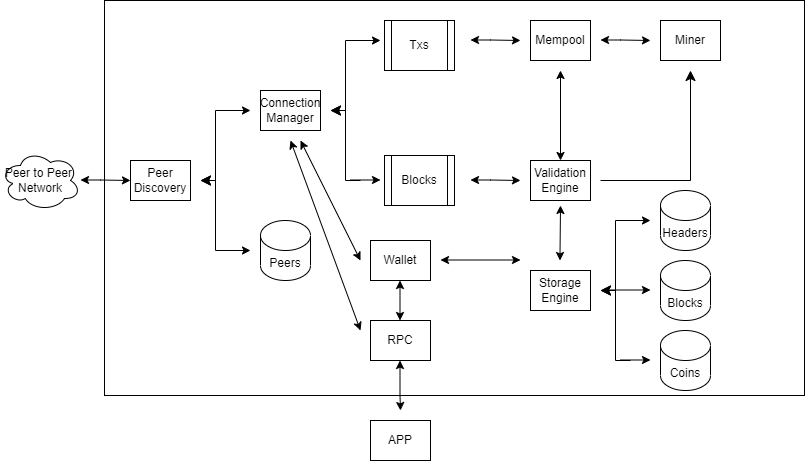 Txs
Mempool
Miner
Connection
Manager
Peer to Peer
Network
Peer
Discovery
Blocks
Validation
Engine
Headers
Peers
Wallet
Storage
Engine
Blocks
RPC
Coins
APP